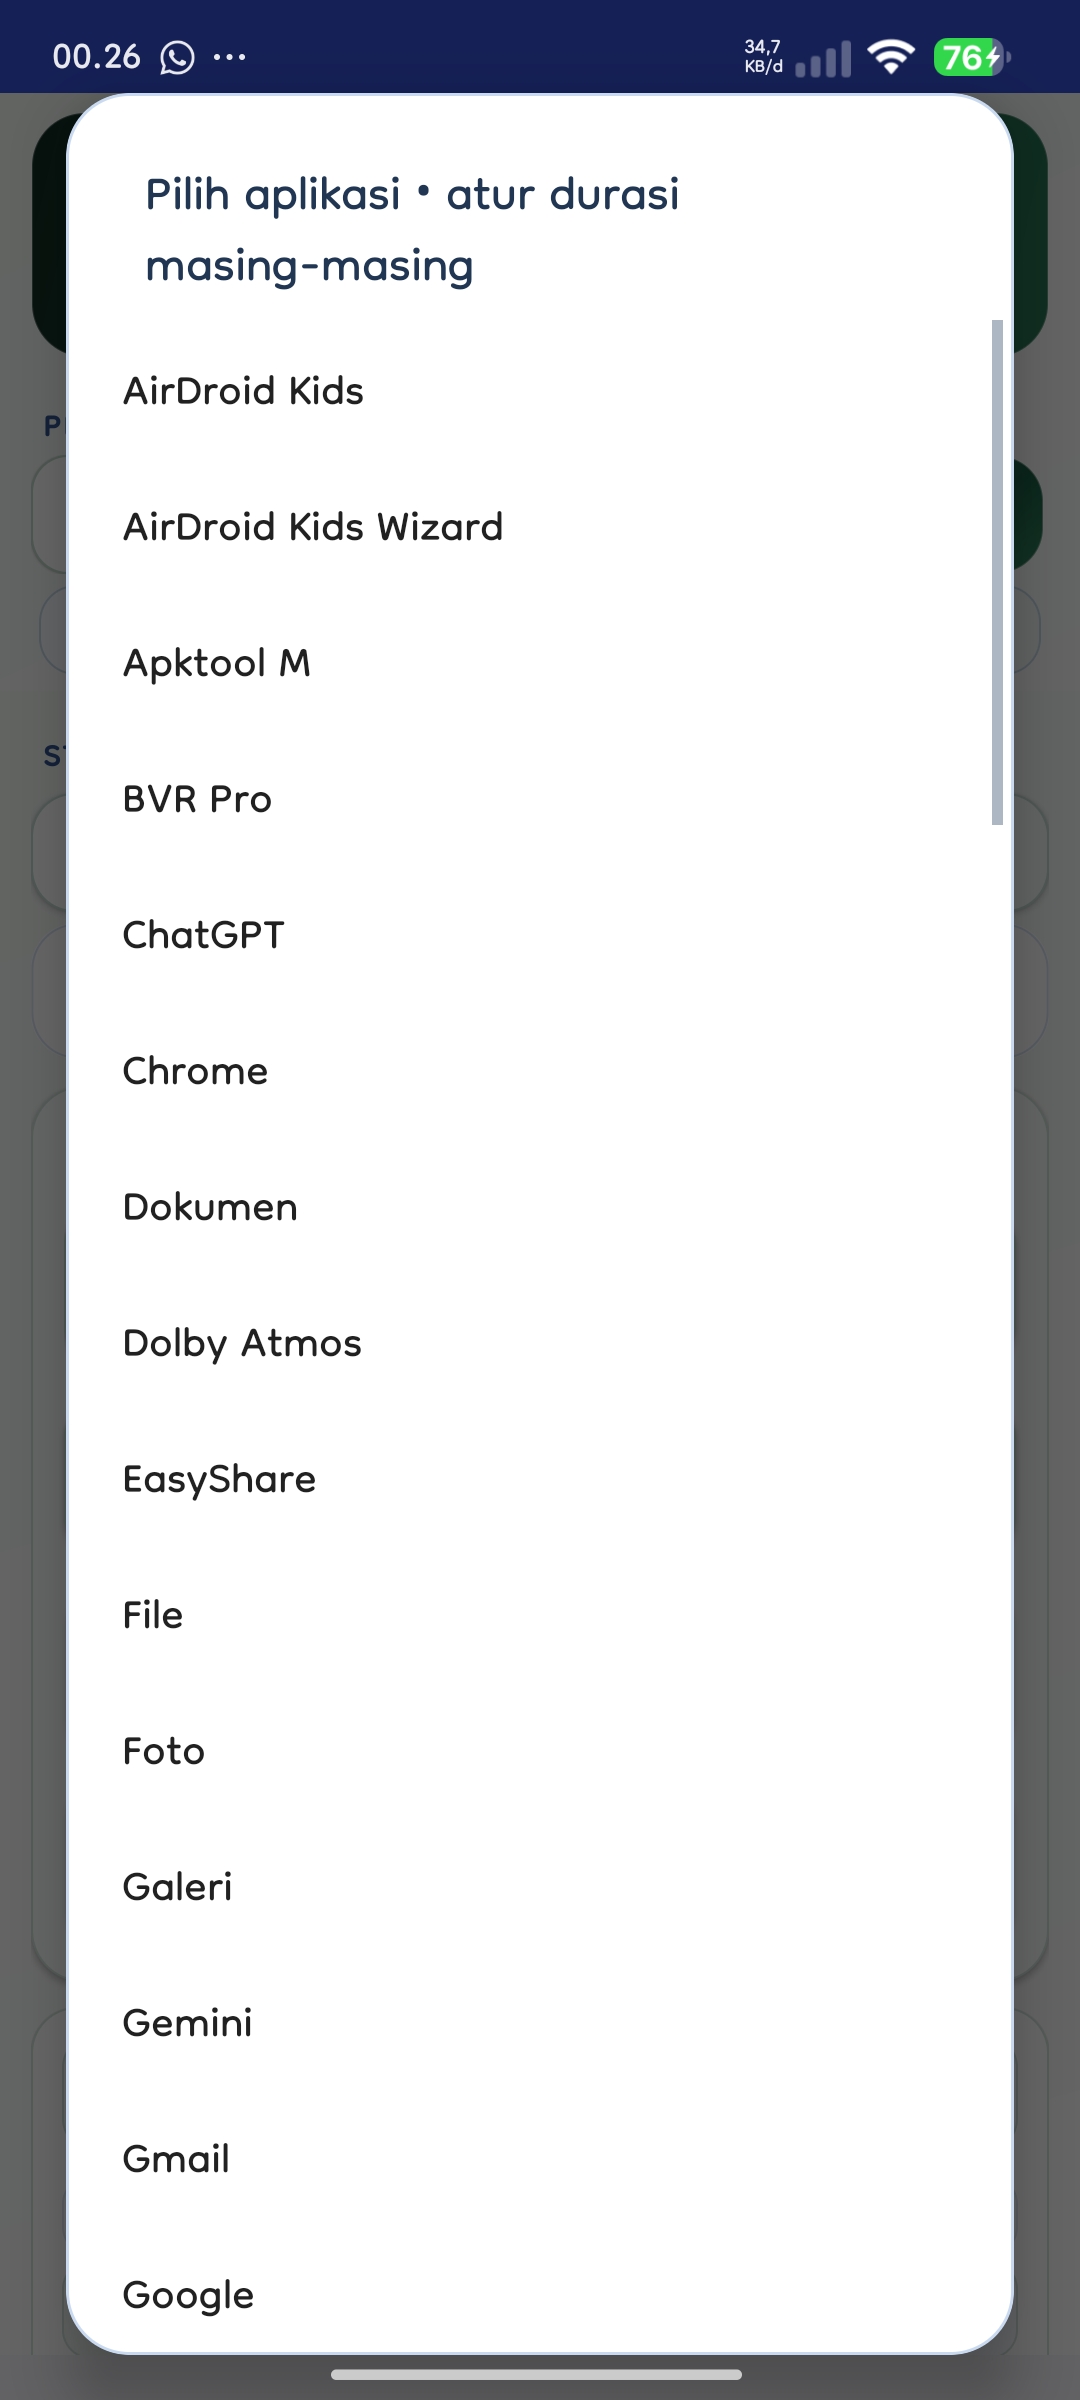 00.26
34,7
KB/d
76
Pilih aplikasi • atur durasi
masing-masing
AirDroid Kids
AirDroid Kids Wizard
Apktool M
BVR Pro
ChatGPT
Chrome
Dokumen
Dolby Atmos
EasyShare
File
Foto
Galeri
Gemini
Gmail
Google